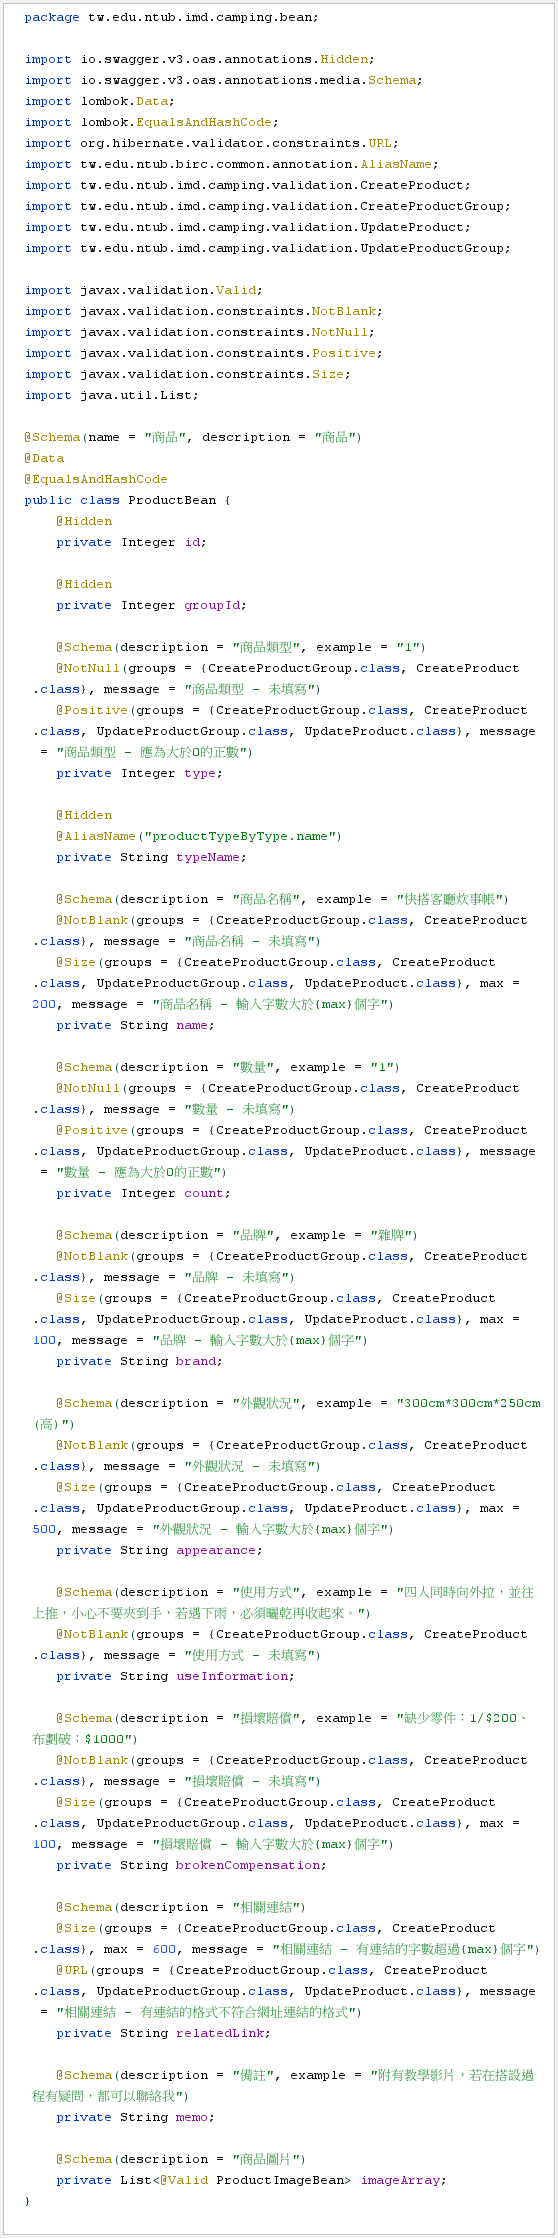 package tw.edu.ntub.imd.camping.bean;

import io.swagger.v3.oas.annotations.Hidden;
import io.swagger.v3.oas.annotations.media.Schema;
import lombok.Data;
import lombok.EqualsAndHashCode;
import org.hibernate.validator.constraints.URL;
import tw.edu.ntub.birc.common.annotation.AliasName;
import tw.edu.ntub.imd.camping.validation.CreateProduct;
import tw.edu.ntub.imd.camping.validation.CreateProductGroup;
import tw.edu.ntub.imd.camping.validation.UpdateProduct;
import tw.edu.ntub.imd.camping.validation.UpdateProductGroup;

import javax.validation.Valid;
import javax.validation.constraints.NotBlank;
import javax.validation.constraints.NotNull;
import javax.validation.constraints.Positive;
import javax.validation.constraints.Size;
import java.util.List;

@Schema(name = "商品", description = "商品")
@Data
@EqualsAndHashCode
public class ProductBean {
    @Hidden
    private Integer id;

    @Hidden
    private Integer groupId;

    @Schema(description = "商品類型", example = "1")
    @NotNull(groups = {CreateProductGroup.class, CreateProduct
.class}, message = "商品類型 - 未填寫")
    @Positive(groups = {CreateProductGroup.class, CreateProduct
.class, UpdateProductGroup.class, UpdateProduct.class}, message
 = "商品類型 - 應為大於0的正數")
    private Integer type;

    @Hidden
    @AliasName("productTypeByType.name")
    private String typeName;

    @Schema(description = "商品名稱", example = "快搭客廳炊事帳")
    @NotBlank(groups = {CreateProductGroup.class, CreateProduct
.class}, message = "商品名稱 - 未填寫")
    @Size(groups = {CreateProductGroup.class, CreateProduct
.class, UpdateProductGroup.class, UpdateProduct.class}, max =
200, message = "商品名稱 - 輸入字數大於{max}個字")
    private String name;

    @Schema(description = "數量", example = "1")
    @NotNull(groups = {CreateProductGroup.class, CreateProduct
.class}, message = "數量 - 未填寫")
    @Positive(groups = {CreateProductGroup.class, CreateProduct
.class, UpdateProductGroup.class, UpdateProduct.class}, message
 = "數量 - 應為大於0的正數")
    private Integer count;

    @Schema(description = "品牌", example = "雜牌")
    @NotBlank(groups = {CreateProductGroup.class, CreateProduct
.class}, message = "品牌 - 未填寫")
    @Size(groups = {CreateProductGroup.class, CreateProduct
.class, UpdateProductGroup.class, UpdateProduct.class}, max =
100, message = "品牌 - 輸入字數大於{max}個字")
    private String brand;

    @Schema(description = "外觀狀況", example = "300cm*300cm*250cm
(高)")
    @NotBlank(groups = {CreateProductGroup.class, CreateProduct
.class}, message = "外觀狀況 - 未填寫")
    @Size(groups = {CreateProductGroup.class, CreateProduct
.class, UpdateProductGroup.class, UpdateProduct.class}, max =
500, message = "外觀狀況 - 輸入字數大於{max}個字")
    private String appearance;

    @Schema(description = "使用方式", example = "四人同時向外拉，並往
上推，小心不要夾到手，若遇下雨，必須曬乾再收起來。")
    @NotBlank(groups = {CreateProductGroup.class, CreateProduct
.class}, message = "使用方式 - 未填寫")
    private String useInformation;

    @Schema(description = "損壞賠償", example = "缺少零件：1/$200、
布劃破：$1000")
    @NotBlank(groups = {CreateProductGroup.class, CreateProduct
.class}, message = "損壞賠償 - 未填寫")
    @Size(groups = {CreateProductGroup.class, CreateProduct
.class, UpdateProductGroup.class, UpdateProduct.class}, max =
100, message = "損壞賠償 - 輸入字數大於{max}個字")
    private String brokenCompensation;

    @Schema(description = "相關連結")
    @Size(groups = {CreateProductGroup.class, CreateProduct
.class}, max = 600, message = "相關連結 - 有連結的字數超過{max}個字")
    @URL(groups = {CreateProductGroup.class, CreateProduct
.class, UpdateProductGroup.class, UpdateProduct.class}, message
 = "相關連結 - 有連結的格式不符合網址連結的格式")
    private String relatedLink;

    @Schema(description = "備註", example = "附有教學影片，若在搭設過
程有疑問，都可以聯絡我")
    private String memo;

    @Schema(description = "商品圖片")
    private List<@Valid ProductImageBean> imageArray;
}